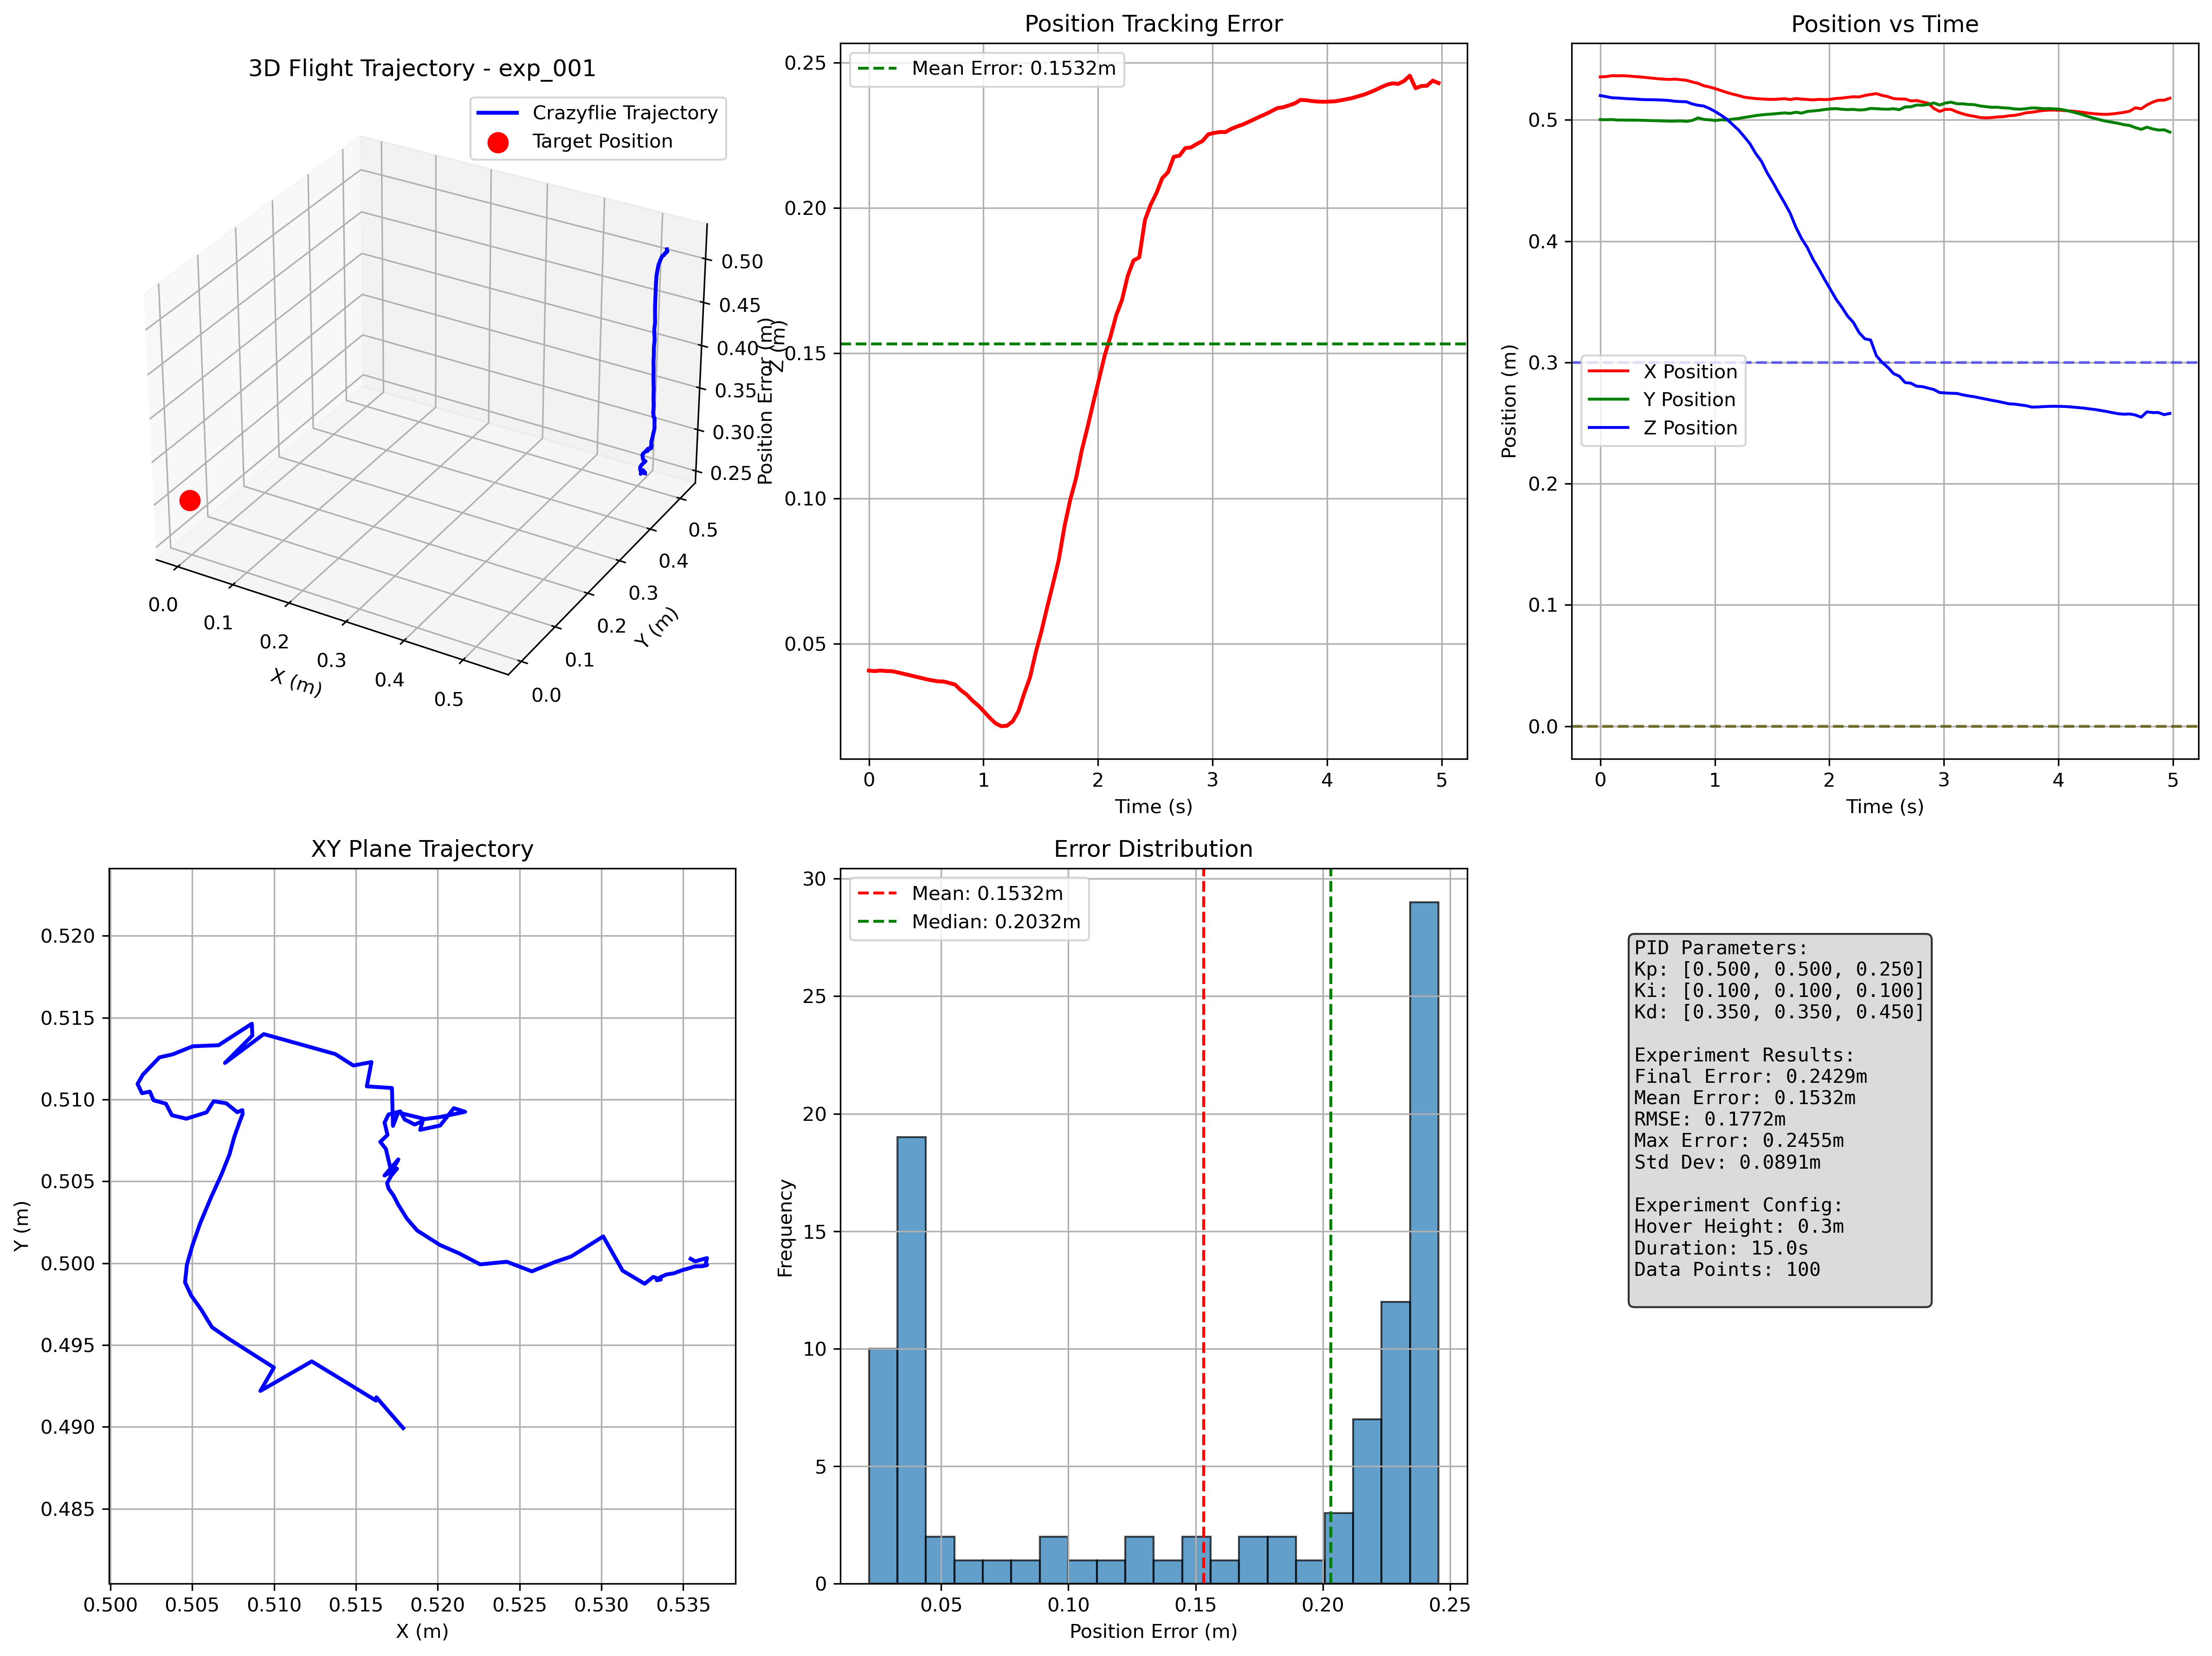 3D Flight Trajectory - exp_001
Crazyflie Trajectory
Target Position
0.50
0.45
0.40
0.35
0.30
0.25
Z (m)
0.0
0.1
0.2
0.3
0.4
0.5
X (m)
0.0
0.1
0.2
0.3
0.4
0.5
Y (m)
Position Tracking Error
Mean Error: 0.1532m
0.25
0.20
0.15
0.10
0.05
Position Error (m)
0
1
2
3
4
5
Time (s)
Position vs Time
0.5
0.4
0.3
0.2
0.1
0.0
Position (m)
X Position
Y Position
Z Position
0
1
2
3
4
5
Time (s)
XY Plane Trajectory
0.520
0.515
0.510
0.505
0.500
0.495
0.490
0.485
Y (m)
0.500
0.505
0.510
0.515
0.520
0.525
0.530
0.535
X (m)
Error Distribution
Mean: 0.1532m
Median: 0.2032m
30
25
20
15
10
5
0
Frequency
0.05
0.10
0.15
0.20
0.25
Position Error (m)
PID Parameters:
Kp: [0.500, 0.500, 0.250]
Ki: [0.100, 0.100, 0.100]
Kd: [0.350, 0.350, 0.450]
Experiment Results:
Final Error: 0.2429m
Mean Error: 0.1532m
RMSE: 0.1772m
Max Error: 0.2455m
Std Dev: 0.0891m
Experiment Config:
Hover Height: 0.3m
Duration: 15.0s
Data Points: 100